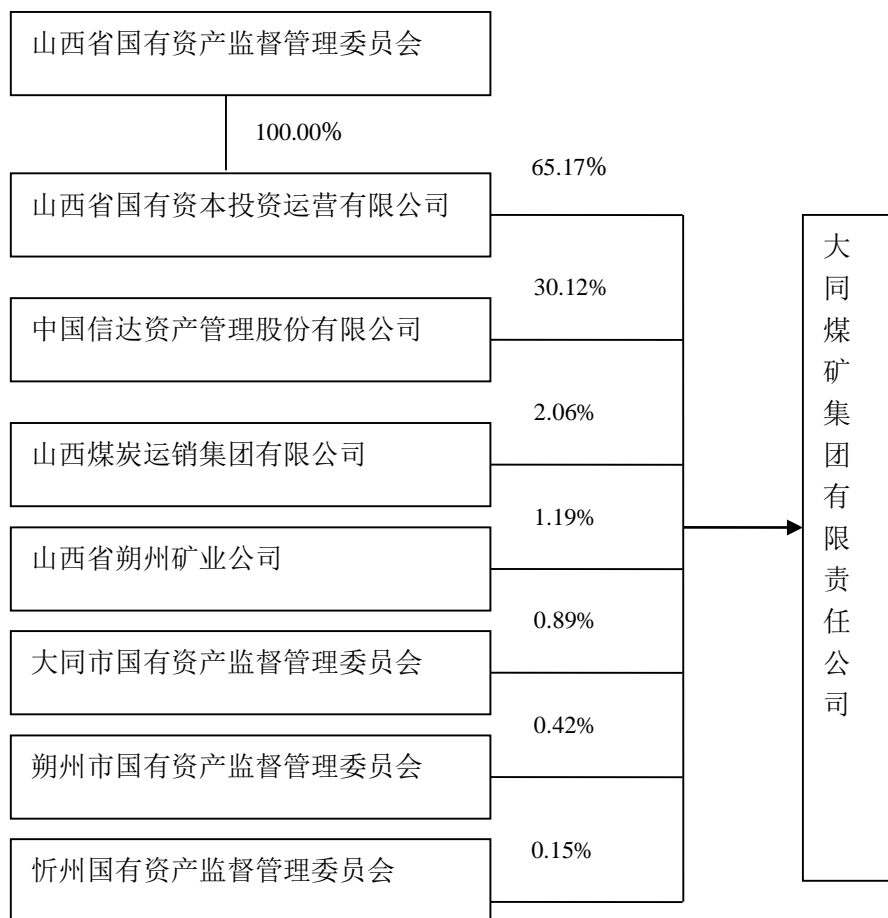 山西省国有资产监督管理委员会
100.00%
65.17%
山西省国有资本投资运营有限公司
30.12%
中国信达资产管理股份有限公司
2.06%
山西煤炭运销集团有限公司
1.19%
山西省朔州矿业公司
0.89%
大同市国有资产监督管理委员会
0.42%
朔州市国有资产监督管理委员会
0.15%
忻州国有资产监督管理委员会
大同煤矿集团有限责任公司